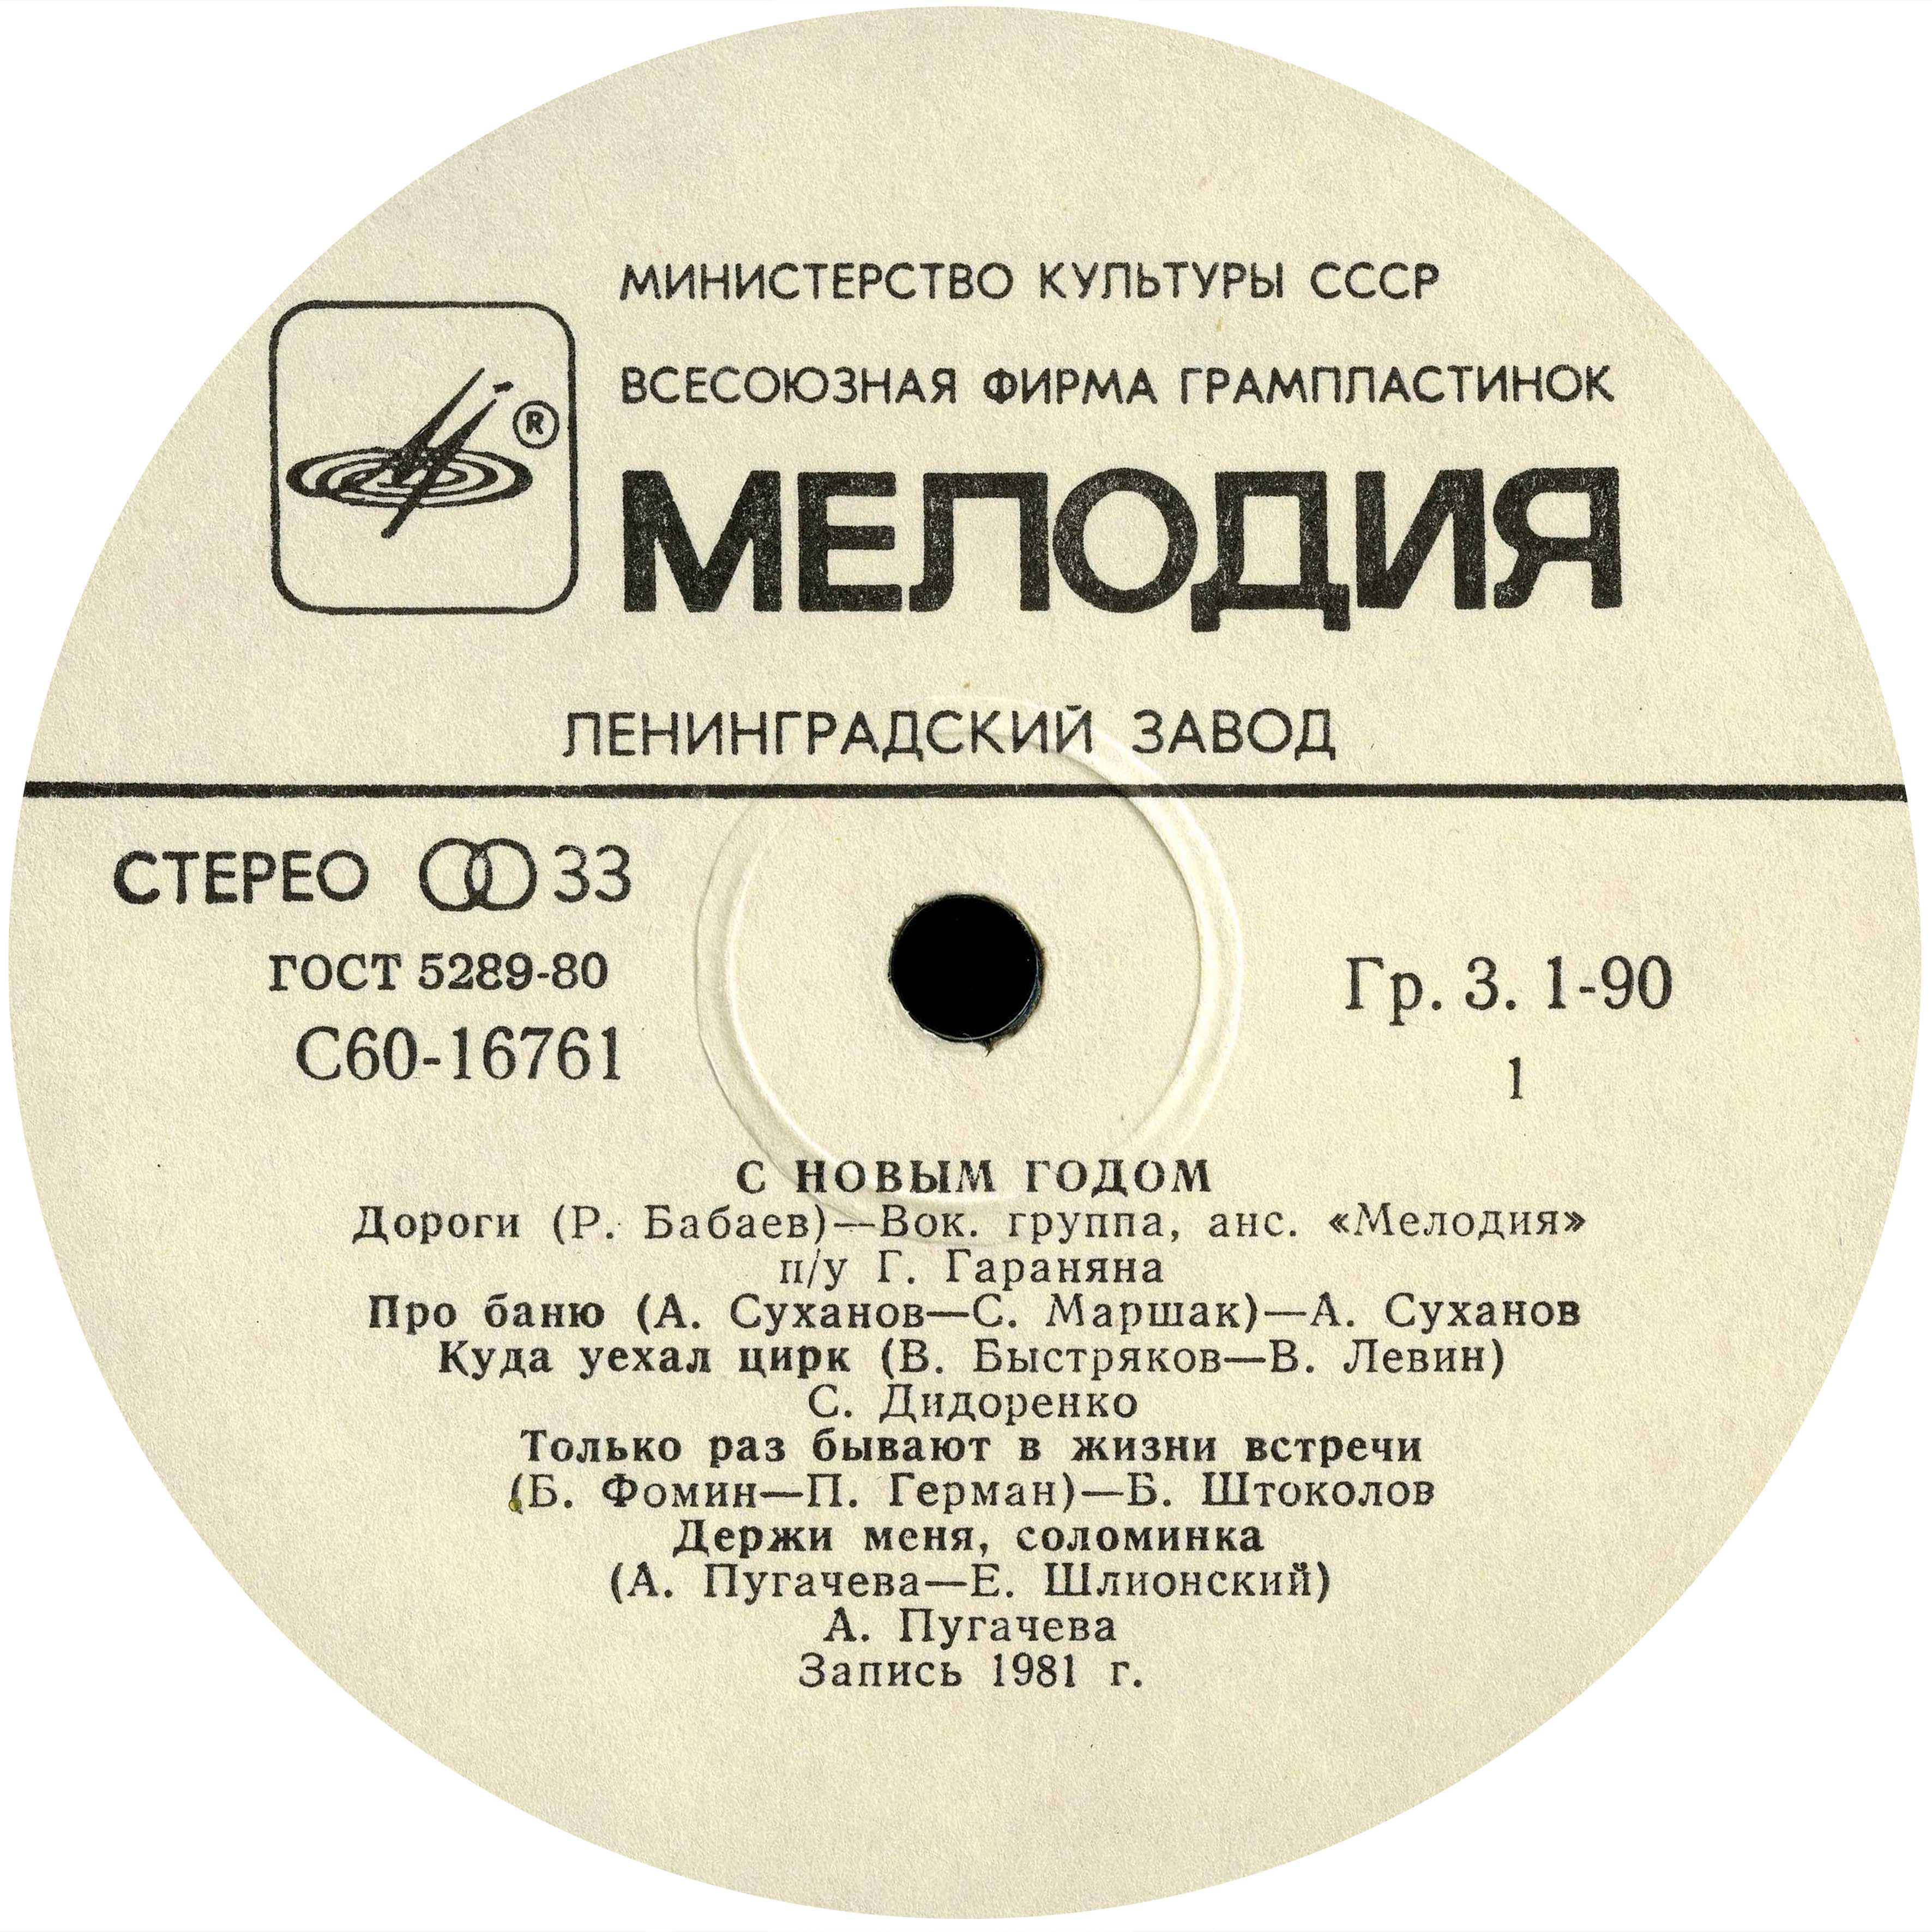 МИНИСТЕРСТВО КУЛЬТУРЫ СССР
ВСЕСОЮЗНАЯ ФИРМА ГРАМПЛАСТИНОК
®
МЕЛОДИЯ
ЛЕНИНГРАДСКИЙ ЗАВОД
СТЕРЕО 33
ГОСТ 5289-80
С60-16761
Гр. 3. 1-90
1
С НОВЫМ ГОДОМ
Дороги (Р. Бабаев)—Вок. группа, анс. «Мелодия»
п/у Г. Гараняна
Про баню (А. Суханов—С. Маршак)—А. Суханов
Куда уехал цирк (В. Быстряков—В. Левин)
С. Дидоренко
Только раз бывают в жизни встречи
(Б. Фомин—П. Герман)—Б. Штоколов
Держи меня, соломинка
(А. Пугачева—Е. Шлионский)
А. Пугачева
Запись 1981 г.